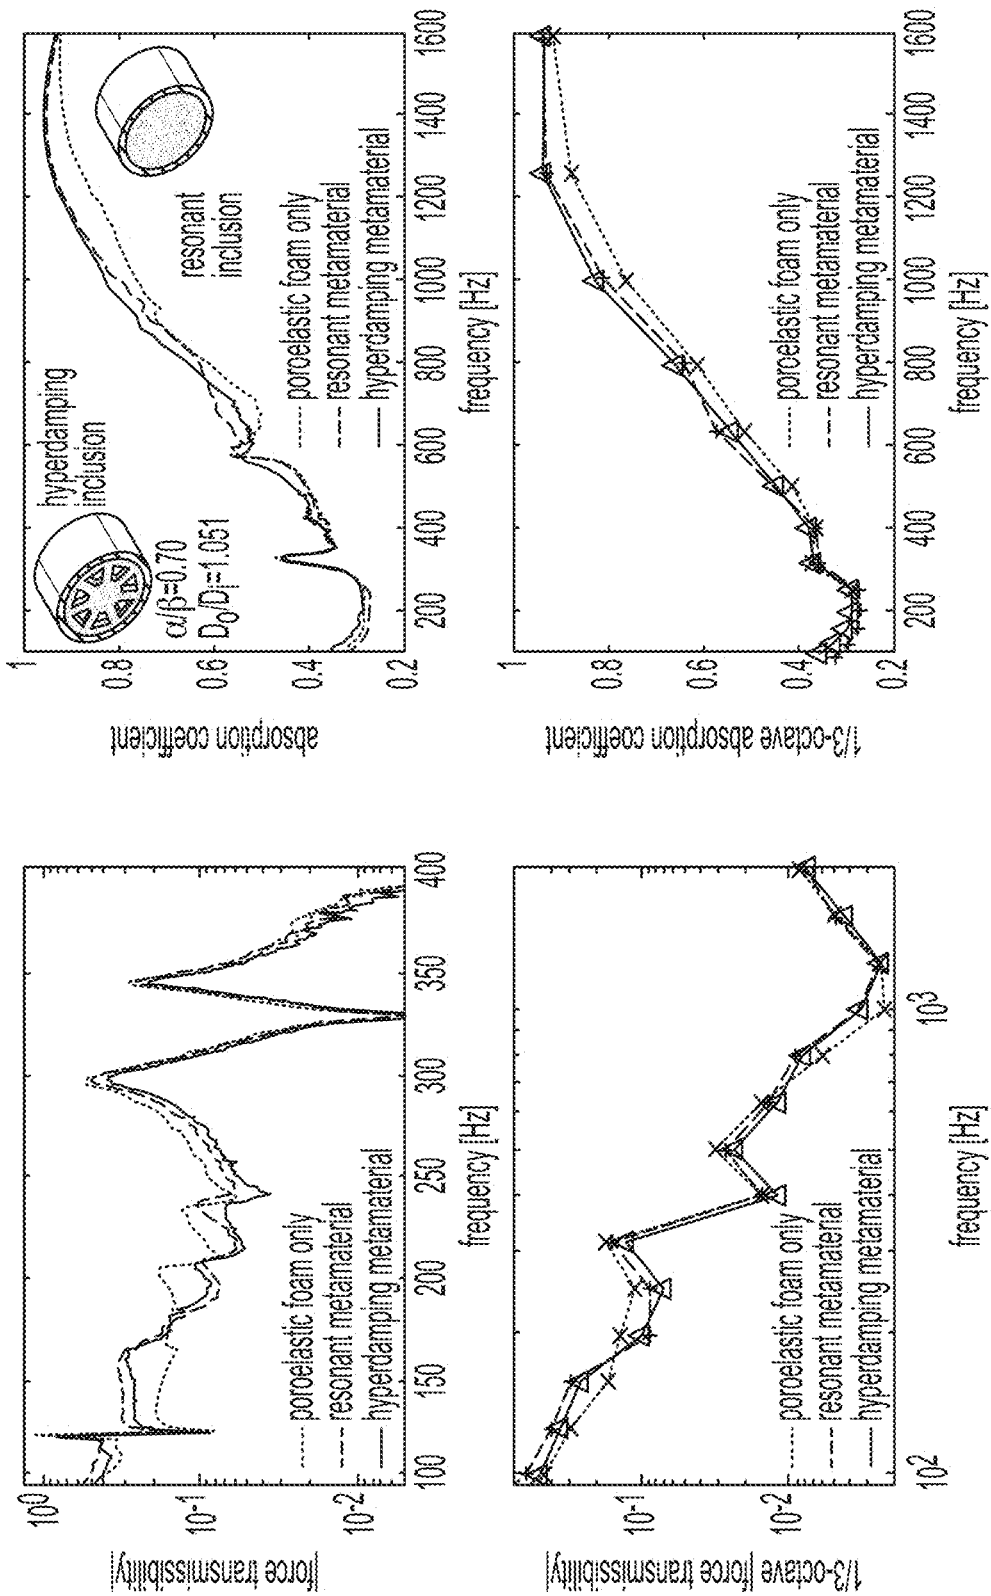 |force transmissibility|
10⁰
10⁻¹
10⁻²
100
150
200
250
300
350
400
frequency [Hz]
poroelastic foam only
resonant metamaterial
hyperdamping metamaterial
absorption coefficient
1
0.8
0.6
0.4
0.2
200
400
600
800
1000
1200
1400
1600
frequency [Hz]
hyperdamping
inclusion
α/β=0.70
Dₒ/Dᵢ=1.051
resonant
inclusion
poroelastic foam only
resonant metamaterial
hyperdamping metamaterial
1/3-octave |force transmissibility|
10⁻¹
10⁻²
10²
10³
frequency [Hz]
poroelastic foam only
resonant metamaterial
hyperdamping metamaterial
1/3-octave absorption coefficient
1
0.8
0.6
0.4
0.2
200
400
600
800
1000
1200
1400
1600
frequency [Hz]
poroelastic foam only
resonant metamaterial
hyperdamping metamaterial